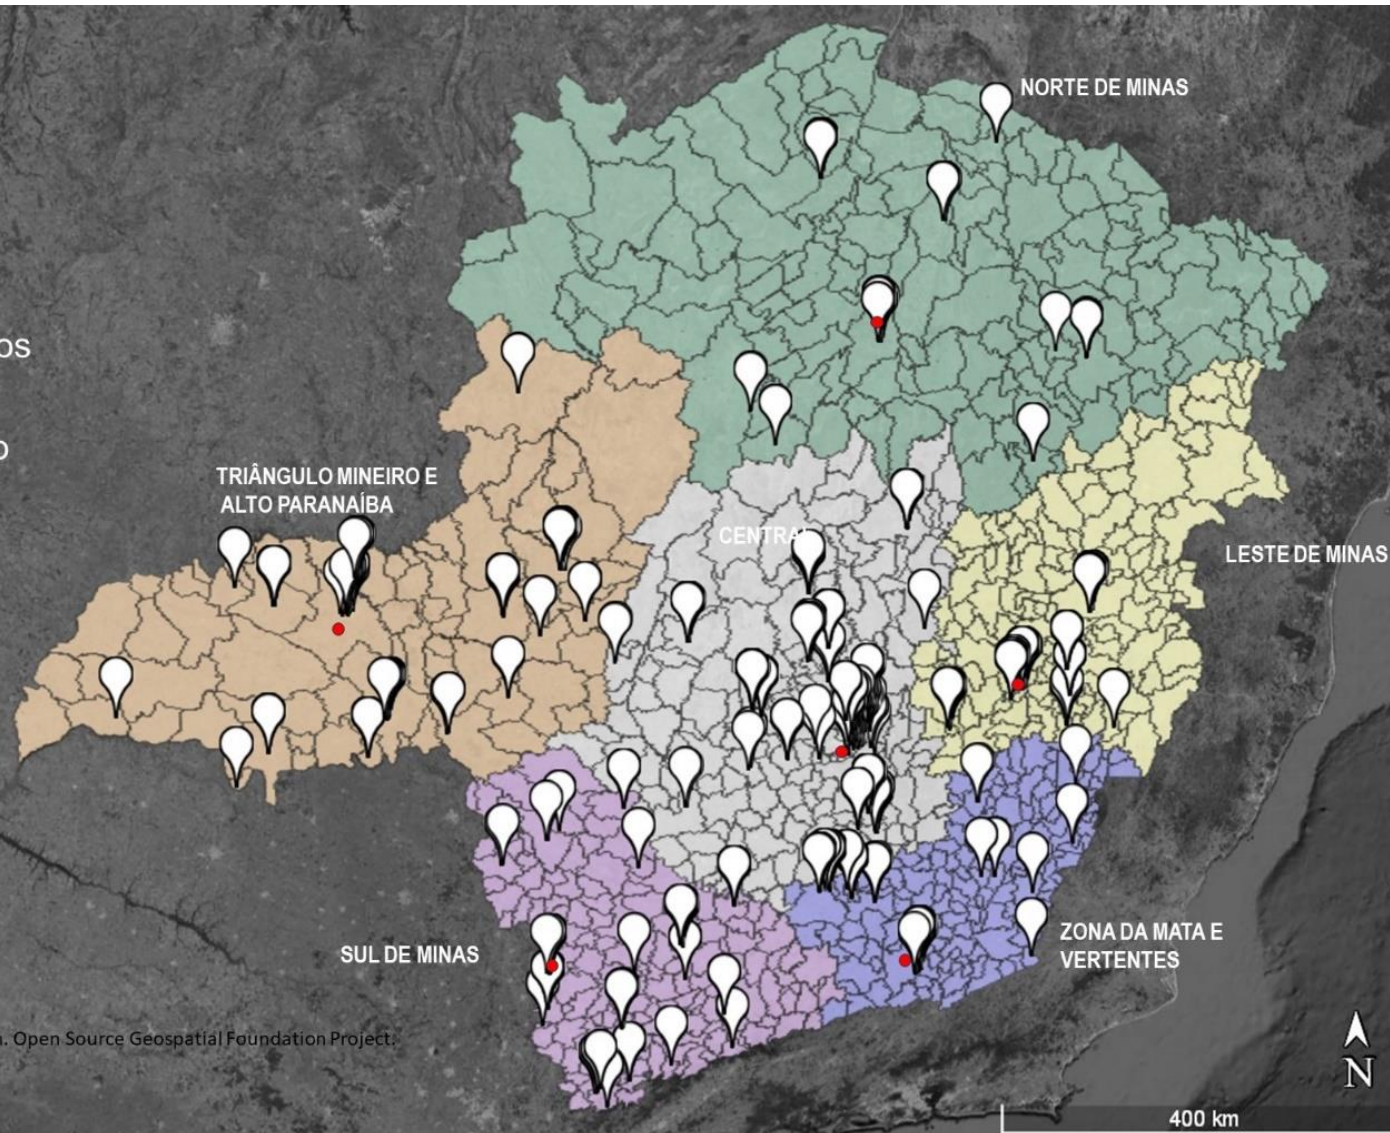 NORTE DE MINAS
OS
O
TRIÂNGULO MINEIRO E
ALTO PARANAÍBA
CENTRA
LESTE DE MINAS
SUL DE MINAS
ZONA DA MATA E
VERTENTES
. Open Source Geospatial Foundation Project.
N
400 km